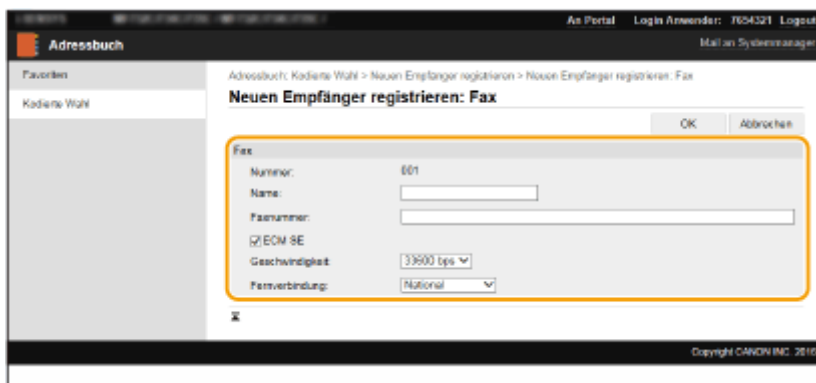 An Portal Login Anwender: 7654321 Logout
Adressbuch
Mail an Systemmanager
Favoriten
Kodierte Wahl
Adressbuch: Kodierte Wahl > Neuen Empfänger registrieren > Neuen Empfänger registrieren: Fax
Neuen Empfänger registrieren: Fax
OK Abbrechen
Fax
Nummer: 001
Name:
Faxnummer:
ECM SE
Geschwindigkeit: 33600 bps
Fernverbindung: National
Copyright CANON INC. 2016